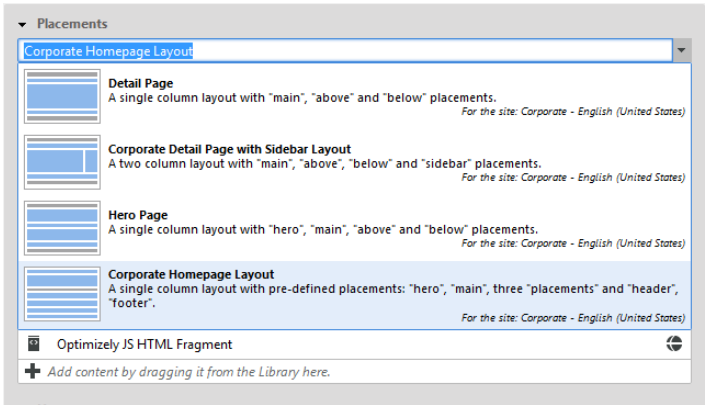 Placements
Corporate Homepage Layout
Detail Page
A single column layout with "main", "above" and "below" placements.
For the site: Corporate - English (United States)
Corporate Detail Page with Sidebar Layout
A two column layout with "main", "above", "below" and "sidebar" placements.
For the site: Corporate - English (United States)
Hero Page
A single column layout with "hero", "main", "above" and "below" placements.
For the site: Corporate - English (United States)
Corporate Homepage Layout
A single column layout with pre-defined placements: "hero", "main", three "placements" and "header",
"footer".
For the site: Corporate - English (United States)
Optimizely JS HTML Fragment
Add content by dragging it from the Library here.